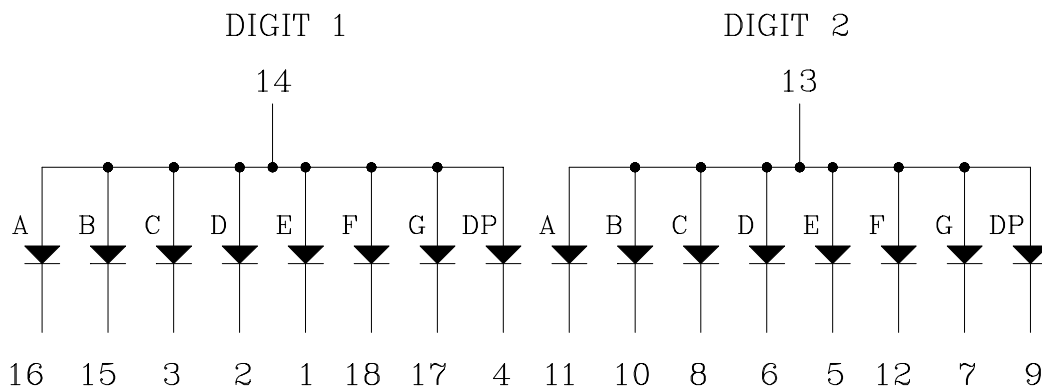 DIGIT 1 DIGIT 2
14 13
A B C D E F G DP A B C D E F G DP
16 15 3 2 1 18 17 4 11 10 8 6 5 12 7 9